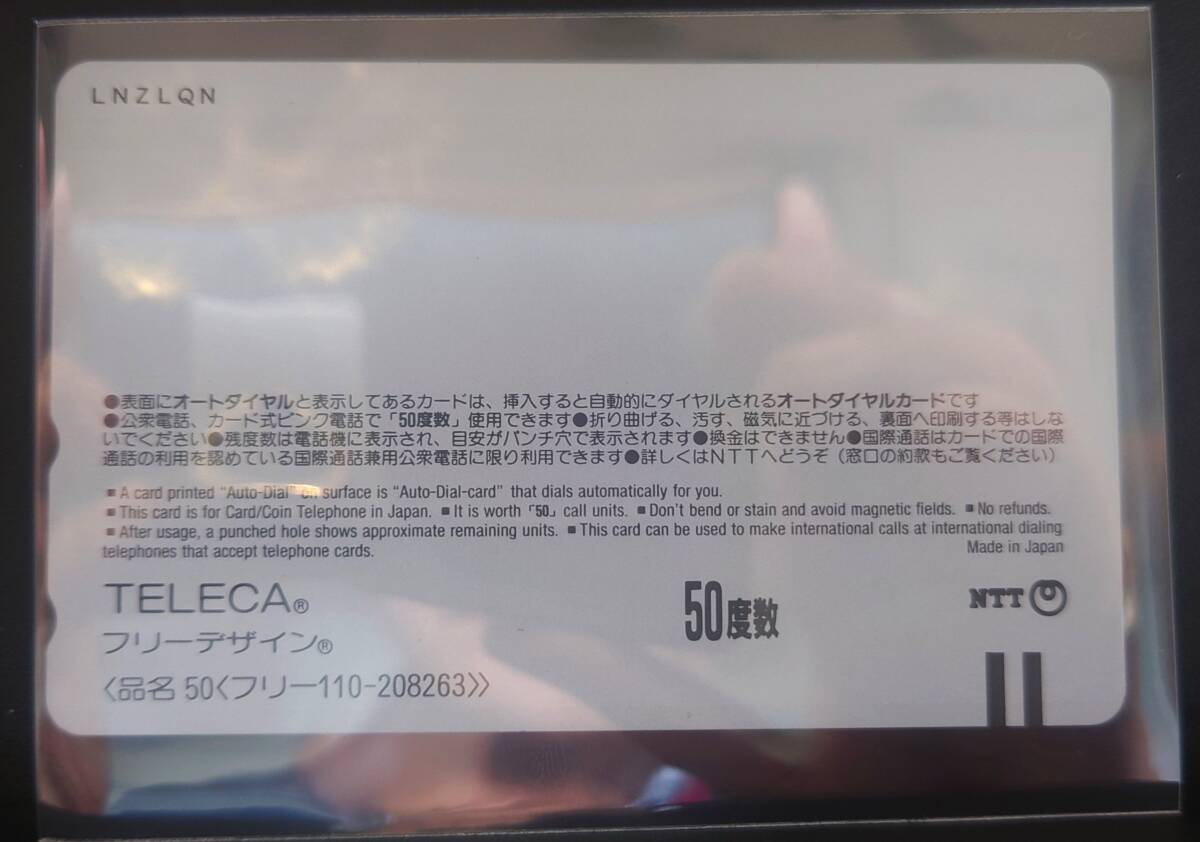 LNZLQN
●表面にオートダイヤルと表示してあるカードは、挿入すると自動的にダイヤルされるオートダイヤルカードです
●公衆電話、カード式ピンク電話で「50度数」使用できます●折り曲げる、汚す、磁気に近づける、裏面へ印刷する等はしな
いでください●残度数は電話機に表示され、目安がパンチ穴で表示されます●換金はできません●国際通話はカードでの国際
通話の利用を認めている国際通話兼用公衆電話に限り利用できます●詳しくはNTTへどうぞ（窓口の約款もご覧ください）
■A card printed “Auto-Dial” on surface is “Auto-Dial-card” that dials automatically for you.
■This card is for Card/Coin Telephone in Japan. ■It is worth「50」call units. ■Don't bend or stain and avoid magnetic fields. ■No refunds.
■After usage, a punched hole shows approximate remaining units. ■This card can be used to make international calls at international dialing
telephones that accept telephone cards.
Made in Japan
TELECA®
50度数
NTT
フリーデザイン®
〈品名 50〈フリー110-208263〉〉